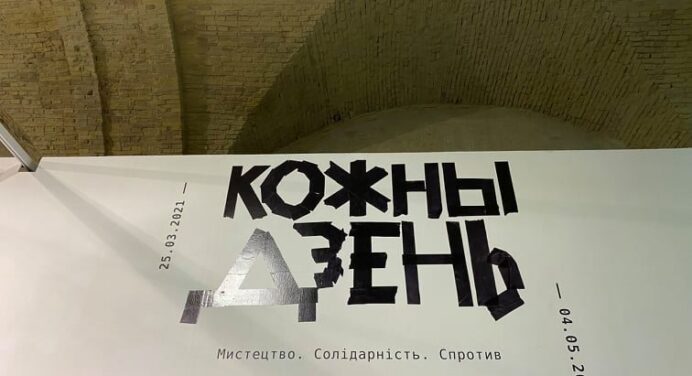 25.03.2021 —
КОЖНЫ
ДЗЕНЬ
— 04.05.2
Мистецтво. Солідарність. Спротив